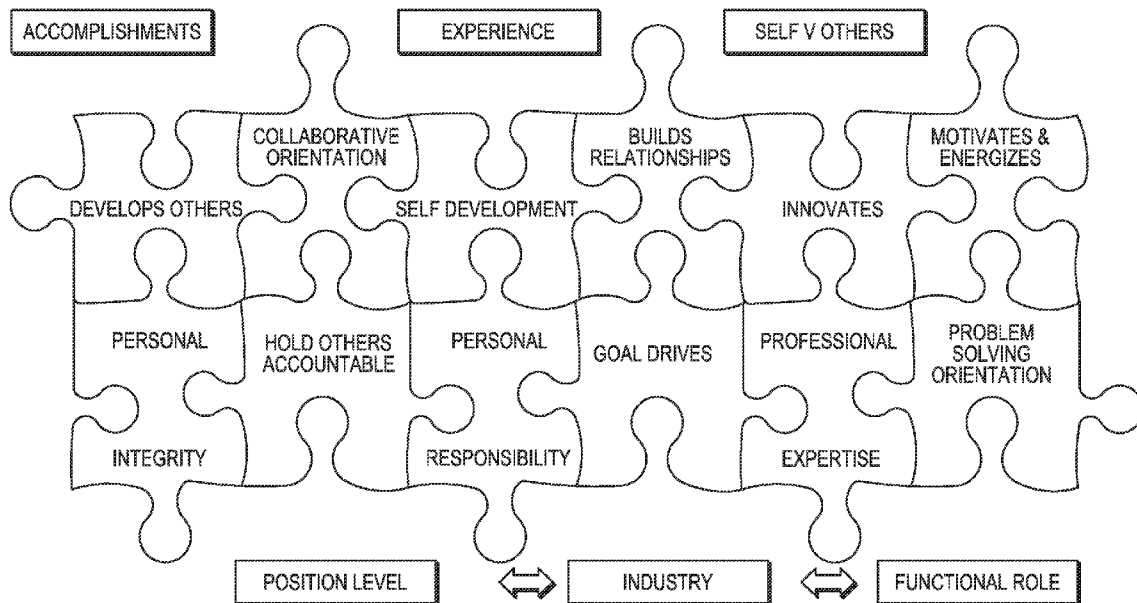 ACCOMPLISHMENTS
EXPERIENCE
SELF V OTHERS
COLLABORATIVE
ORIENTATION
BUILDS
RELATIONSHIPS
MOTIVATES &
ENERGIZES
DEVELOPS OTHERS
SELF DEVELOPMENT
INNOVATES
PERSONAL
HOLD OTHERS
ACCOUNTABLE
PERSONAL
GOAL DRIVES
PROFESSIONAL
PROBLEM
SOLVING
ORIENTATION
INTEGRITY
RESPONSIBILITY
EXPERTISE
POSITION LEVEL
INDUSTRY
FUNCTIONAL ROLE